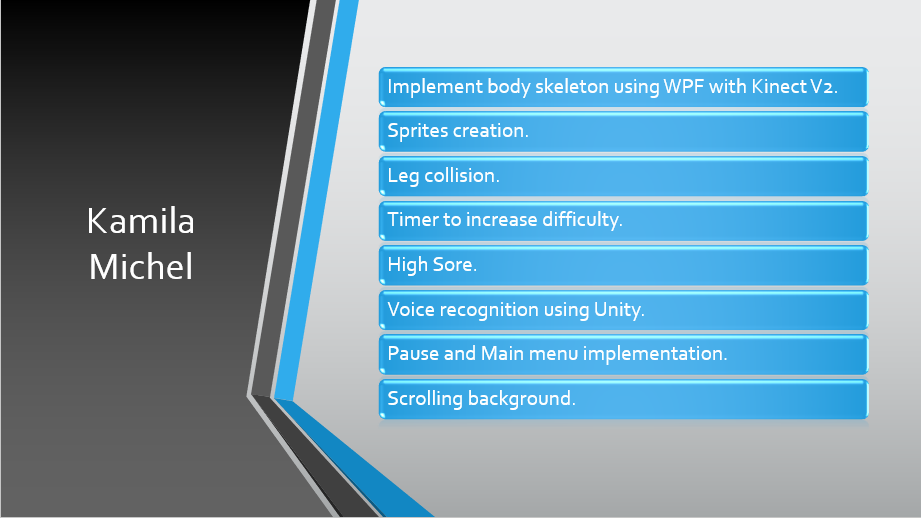 Kamila
Michel
Implement body skeleton using WPF with Kinect V2.
Sprites creation.
Leg collision.
Timer to increase difficulty.
High Sore.
Voice recognition using Unity.
Pause and Main menu implementation.
Scrolling background.